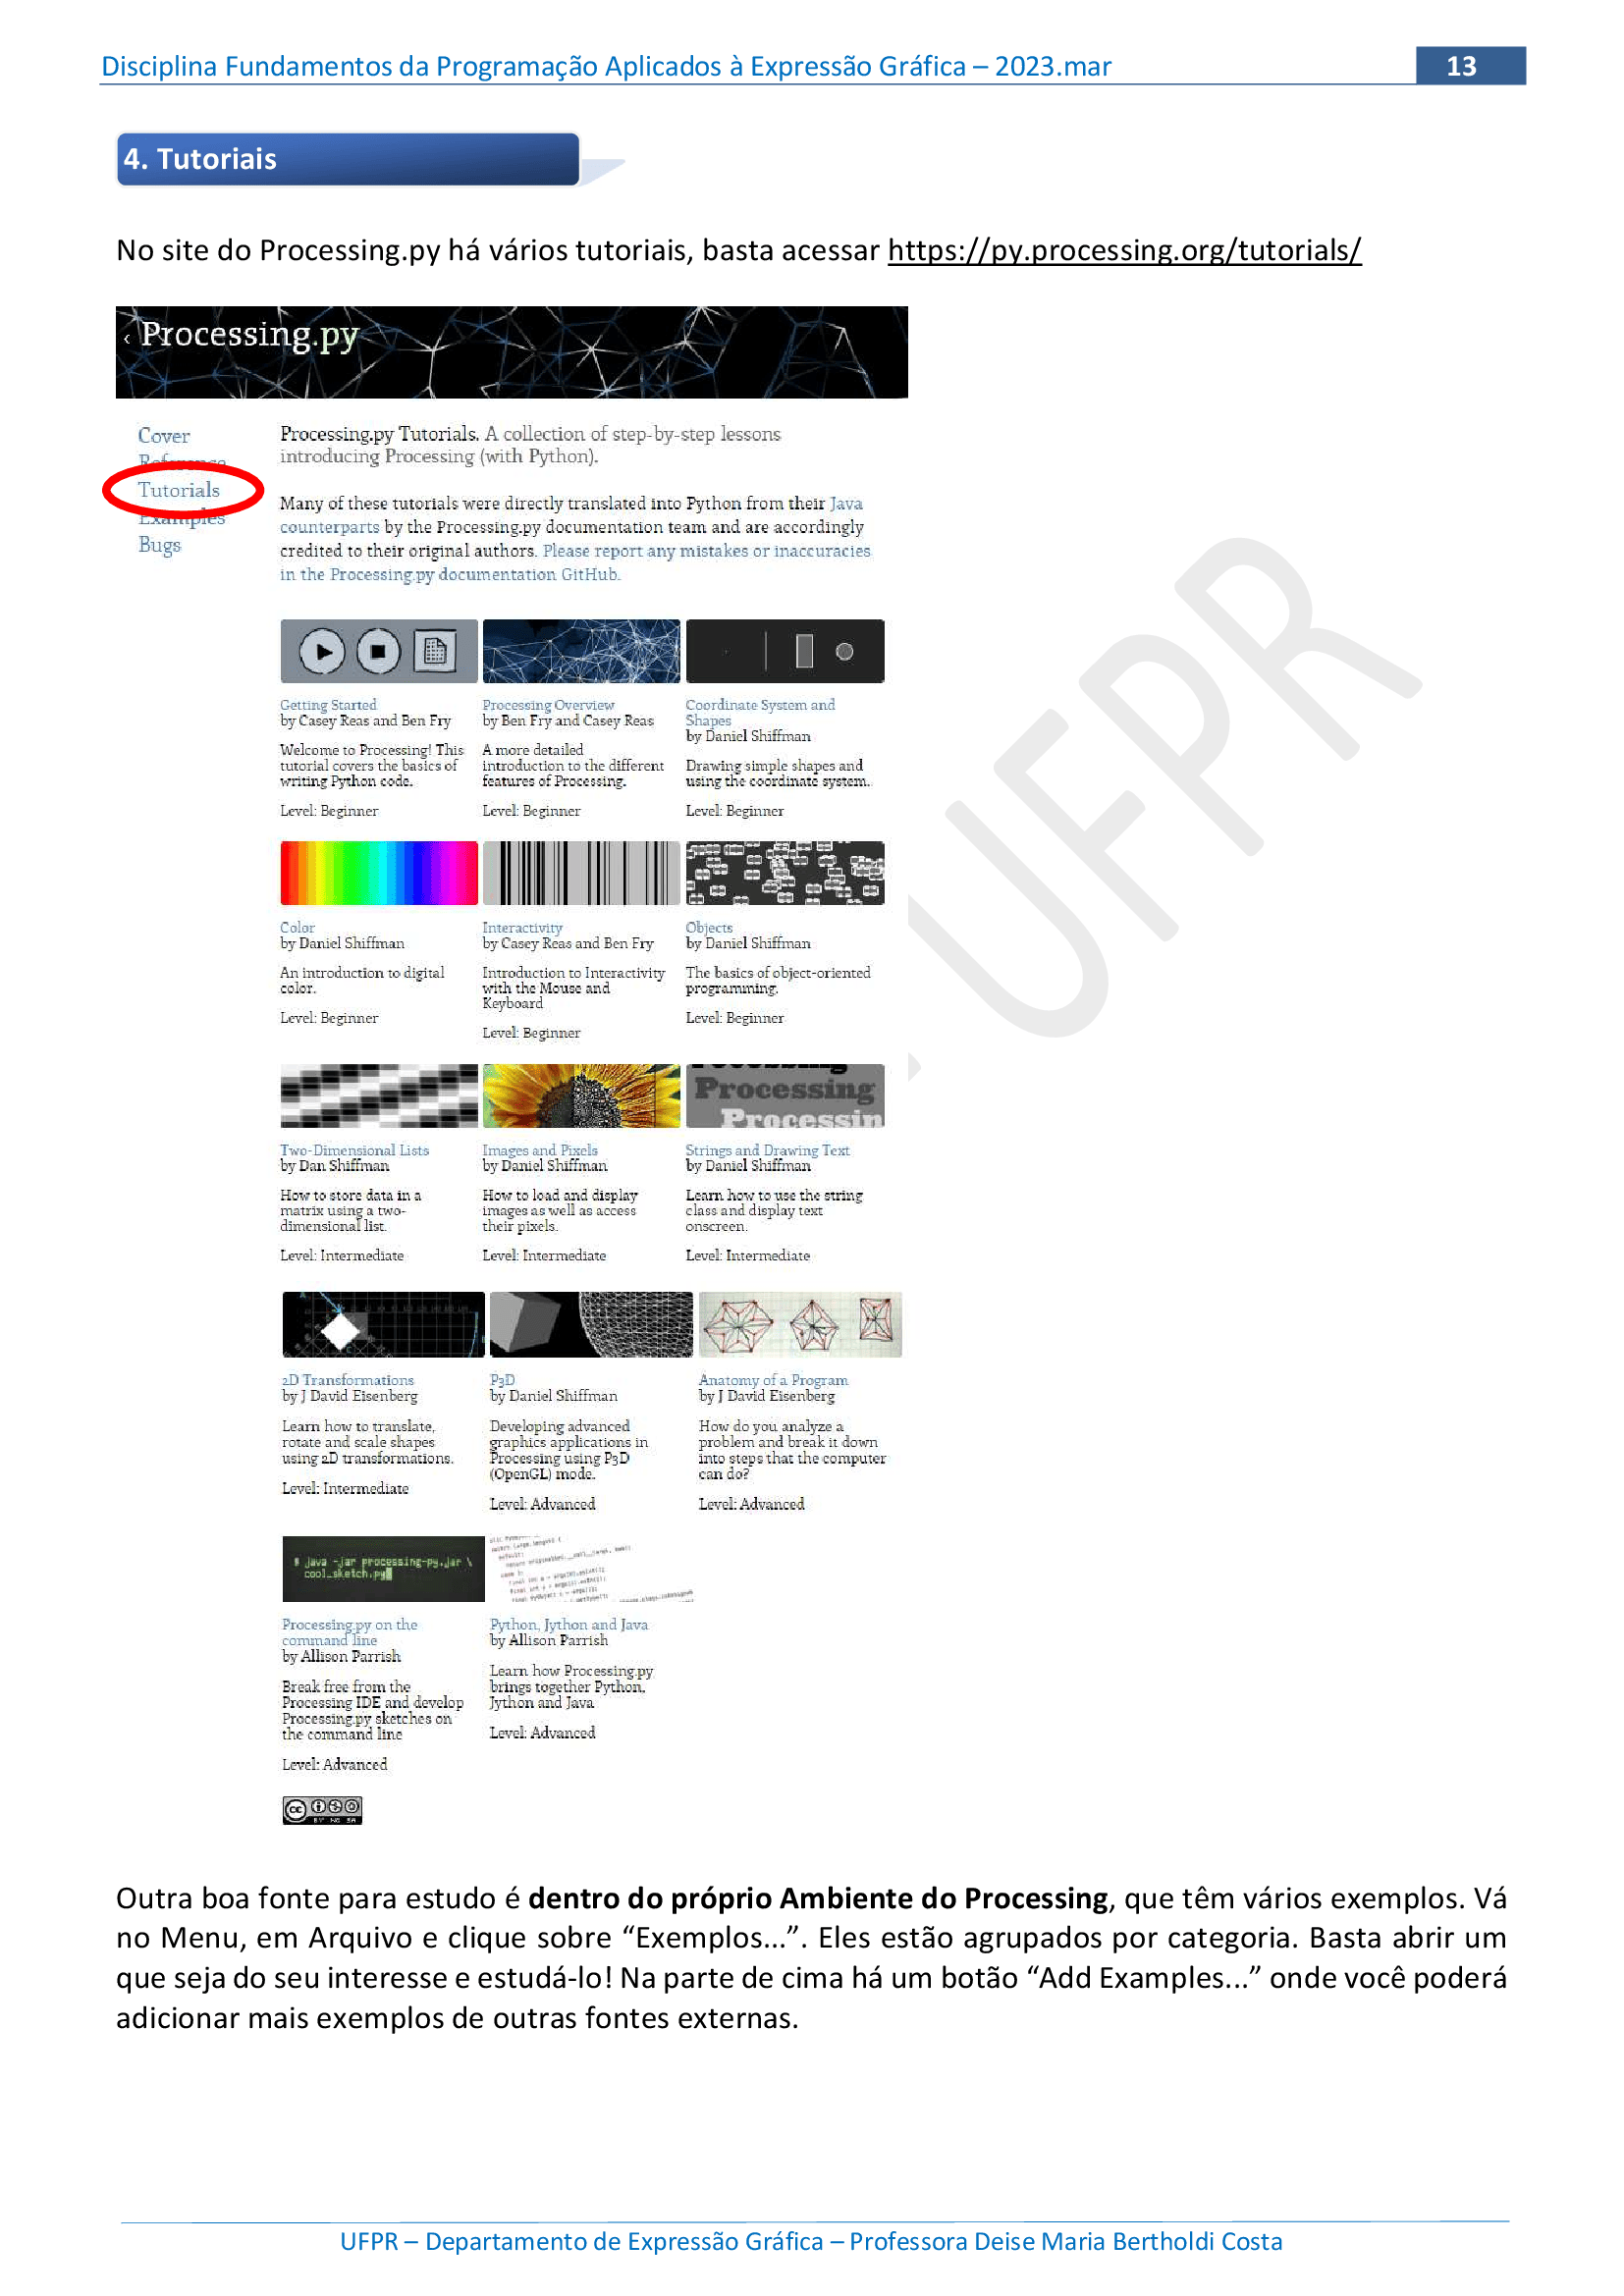 Disciplina Fundamentos da Programação Aplicados à Expressão Gráfica – 2023.mar
13
4. Tutoriais
No site do Processing.py há vários tutoriais, basta acessar https://py.processing.org/tutorials/
‹ Processing.py
Cover
Reference
Tutorials
Examples
Bugs
Processing.py Tutorials. A collection of step-by-step lessons
introducing Processing (with Python).
Many of these tutorials were directly translated into Python from their Java
counterparts by the Processing.py documentation team and are accordingly
credited to their original authors. Please report any mistakes or inaccuracies
in the Processing.py documentation GitHub.
Getting Started
by Casey Reas and Ben Fry
Welcome to Processing! This
tutorial covers the basics of
writing Python code.
Level: Beginner
Processing Overview
by Ben Fry and Casey Reas
A more detailed
introduction to the different
features of Processing.
Level: Beginner
Coordinate System and
Shapes
by Daniel Shiffman
Drawing simple shapes and
using the coordinate system.
Level: Beginner
Color
by Daniel Shiffman
An introduction to digital
color.
Level: Beginner
Interactivity
by Casey Reas and Ben Fry
Introduction to Interactivity
with the Mouse and
Keyboard
Level: Beginner
Objects
by Daniel Shiffman
The basics of object-oriented
programming.
Level: Beginner
Processing
Processin
Two-Dimensional Lists
by Dan Shiffman
How to store data in a
matrix using a two-
dimensional list.
Level: Intermediate
Images and Pixels
by Daniel Shiffman
How to load and display
images as well as access
their pixels.
Level: Intermediate
Strings and Drawing Text
by Daniel Shiffman
Learn how to use the string
class and display text
onscreen.
Level: Intermediate
2D Transformations
by J David Eisenberg
Learn how to translate,
rotate and scale shapes
using 2D transformations.
Level: Intermediate
P3D
by Daniel Shiffman
Developing advanced
graphics applications in
Processing using P3D
(OpenGL) mode.
Level: Advanced
Anatomy of a Program
by J David Eisenberg
How do you analyze a
problem and break it down
into steps that the computer
can do?
Level: Advanced
$ java -jar processing-py.jar \
cool_sketch.py
Processing.py on the
command line
by Allison Parrish
Break free from the
Processing IDE and develop
Processing.py sketches on
the command line
Level: Advanced
Python, Jython and Java
by Allison Parrish
Learn how Processing.py
brings together Python,
Jython and Java
Level: Advanced
cc
BY NC SA
UFPR
Outra boa fonte para estudo é dentro do próprio Ambiente do Processing, que têm vários exemplos. Vá
no Menu, em Arquivo e clique sobre “Exemplos...”. Eles estão agrupados por categoria. Basta abrir um
que seja do seu interesse e estudá-lo! Na parte de cima há um botão “Add Examples...” onde você poderá
adicionar mais exemplos de outras fontes externas.
UFPR – Departamento de Expressão Gráfica – Professora Deise Maria Bertholdi Costa